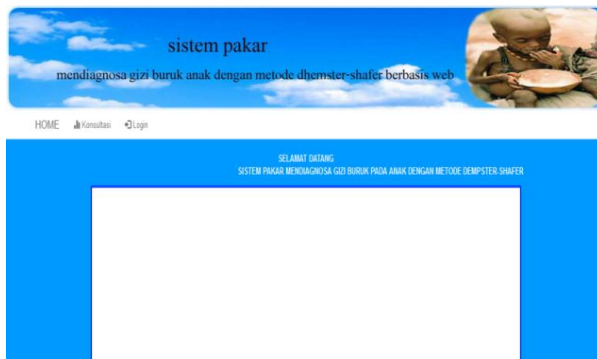 sistem pakar
mendiagnosa gizi buruk anak dengan metode dhemster-shafer berbasis web
HOME Konsultasi Login
SELAMAT DATANG
SISTEM PAKAR MENDIAGNOSA GIZI BURUK PADA ANAK DENGAN METODE DEMPSTER-SHAFER